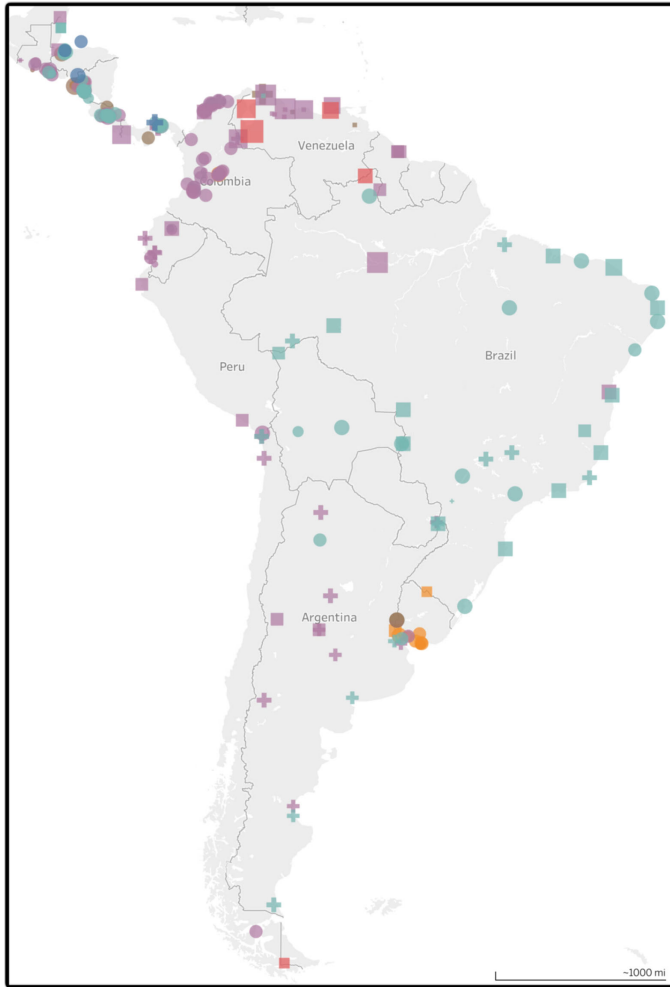 Venezuela
Colombia
Brazil
Peru
Argentina
~1000 mi